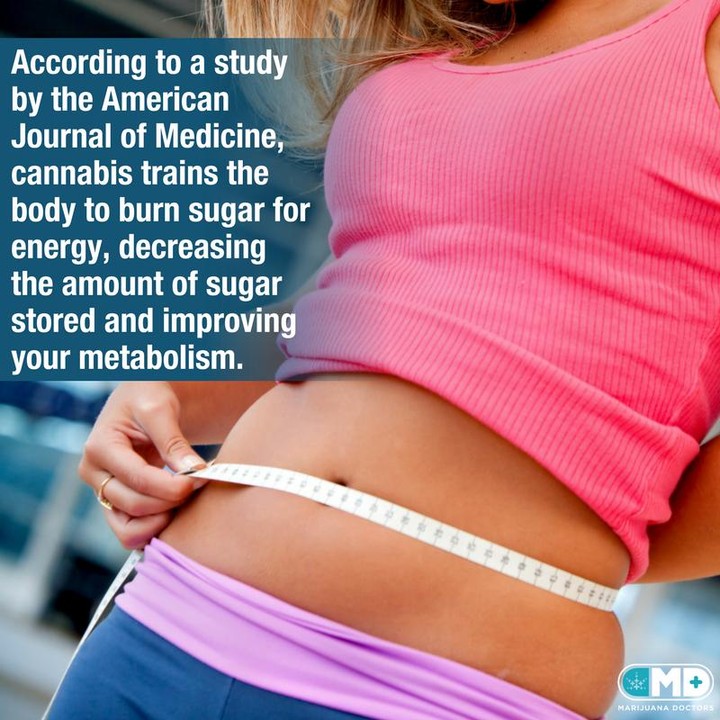 According to a study
by the American
Journal of Medicine,
cannabis trains the
body to burn sugar for
energy, decreasing
the amount of sugar
stored and improving
your metabolism.
MD
MARIJUANA DOCTORS